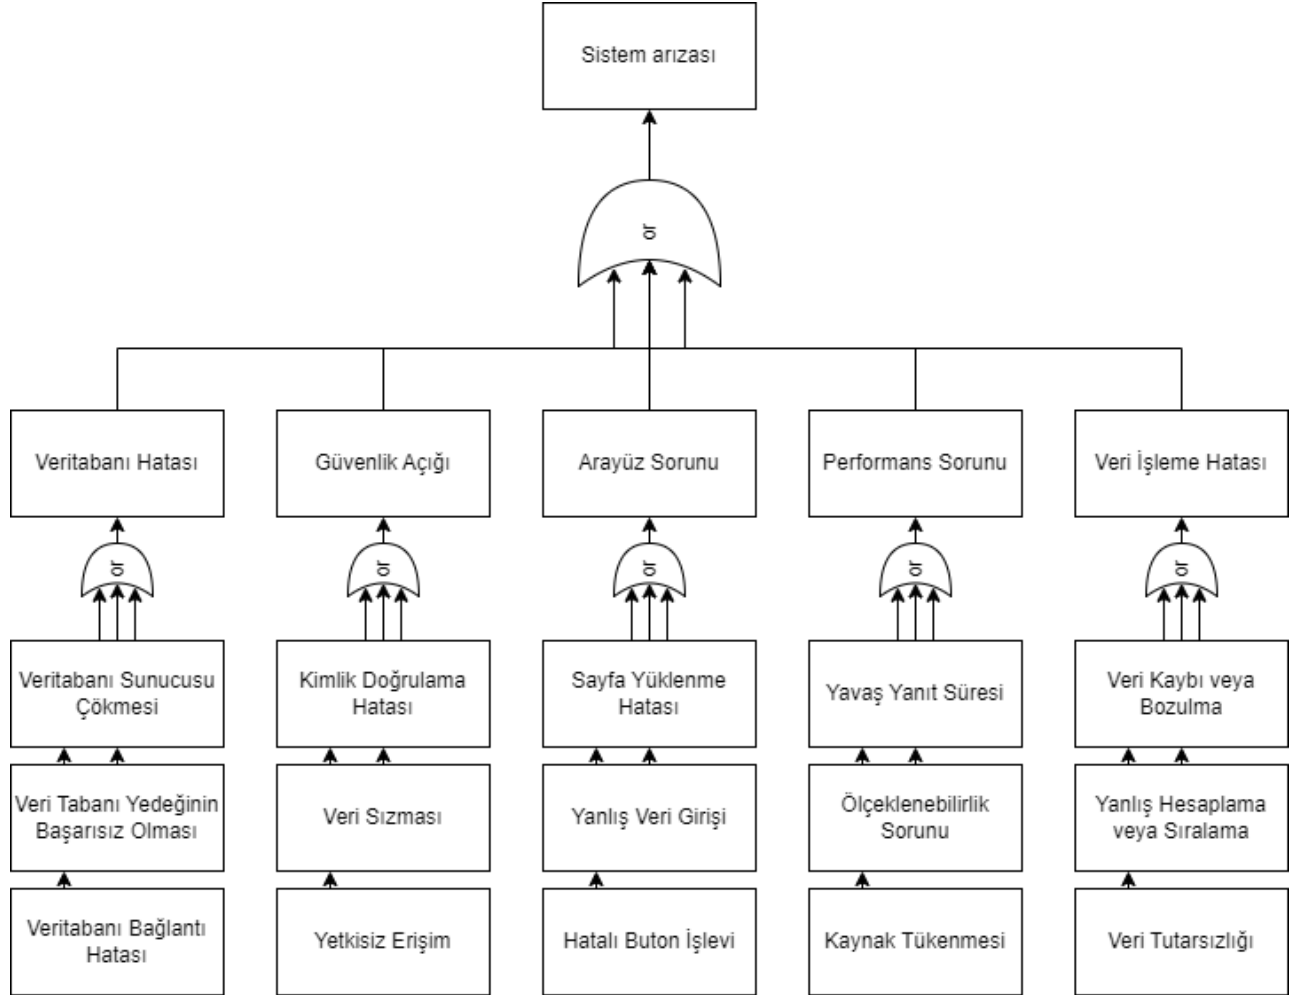 Sistem arızası
or
Veritabanı Hatası
Güvenlik Açığı
Arayüz Sorunu
Performans Sorunu
Veri İşleme Hatası
or
or
or
or
or
Veritabanı Sunucusu
Çökmesi
Kimlik Doğrulama
Hatası
Sayfa Yüklenme
Hatası
Yavaş Yanıt Süresi
Veri Kaybı veya
Bozulma
Veri Tabanı Yedeğinin
Başarısız Olması
Veri Sızması
Yanlış Veri Girişi
Ölçeklenebilirlik
Sorunu
Yanlış Hesaplama
veya Sıralama
Veritabanı Bağlantı
Hatası
Yetkisiz Erişim
Hatalı Buton İşlevi
Kaynak Tükenmesi
Veri Tutarsızlığı